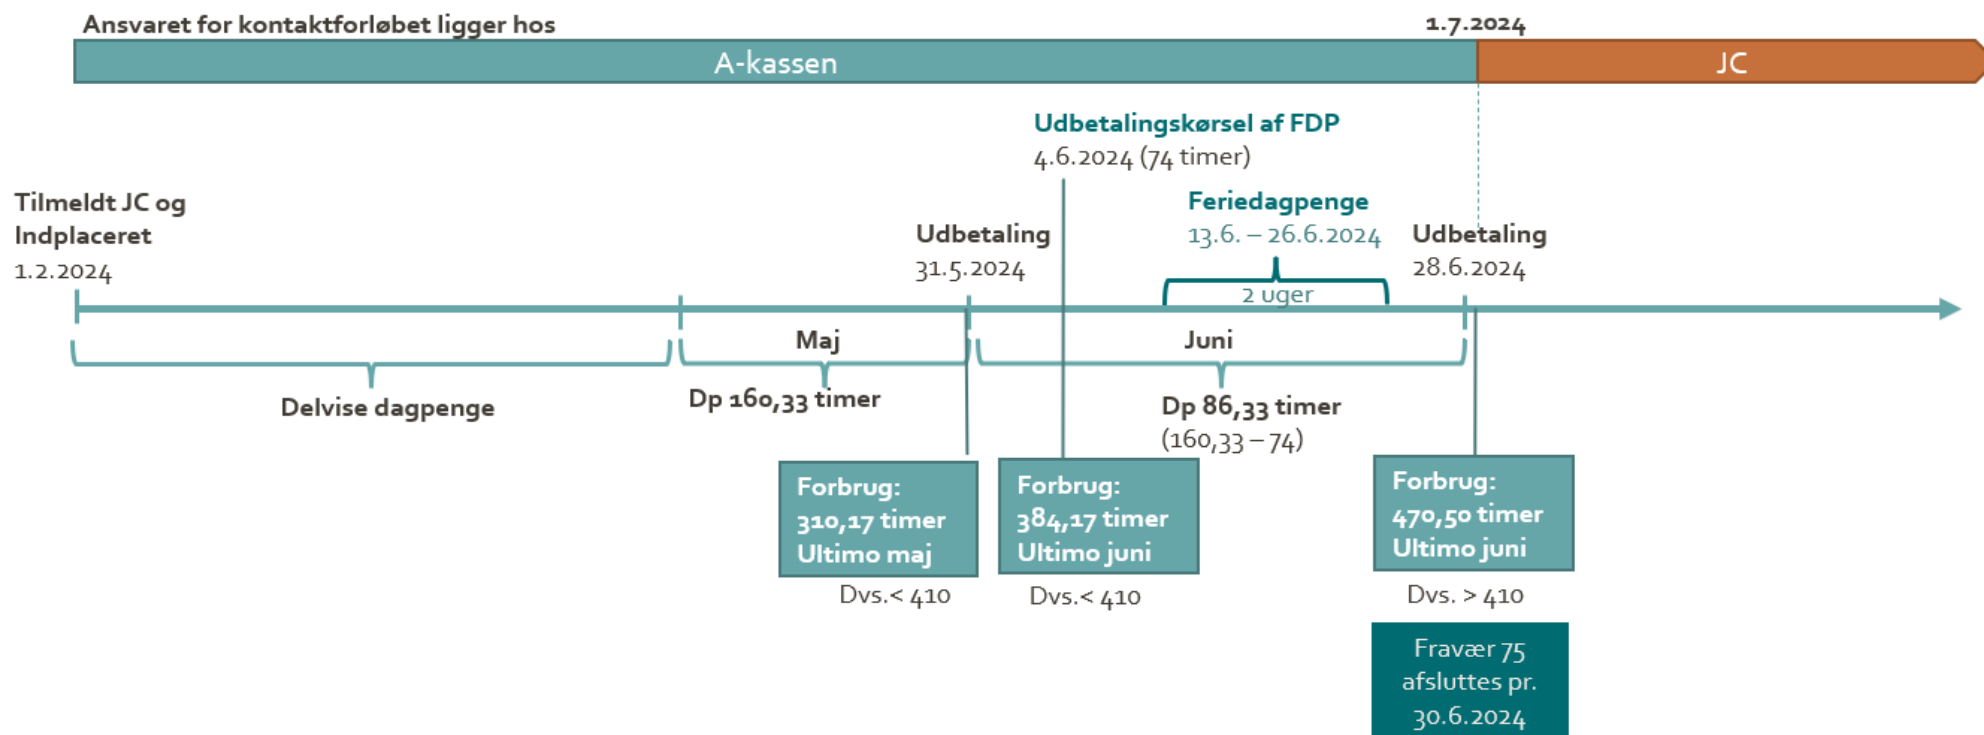 Ansvaret for kontaktforløbet ligger hos
1.7.2024
A-kassen
JC
Udbetalingskørsel af FDP
4.6.2024 (74 timer)
Tilmeldt JC og
Indplaceret
1.2.2024
Udbetaling
31.5.2024
Feriedagpenge
13.6. – 26.6.2024
Udbetaling
28.6.2024
2 uger
Maj
Juni
Delvise dagpenge
Dp 160,33 timer
Dp 86,33 timer
(160,33 – 74)
Forbrug:
310,17 timer
Ultimo maj
Dvs.< 410
Forbrug:
384,17 timer
Ultimo juni
Dvs.< 410
Forbrug:
470,50 timer
Ultimo juni
Dvs. > 410
Fravær 75
afsluttes pr.
30.6.2024